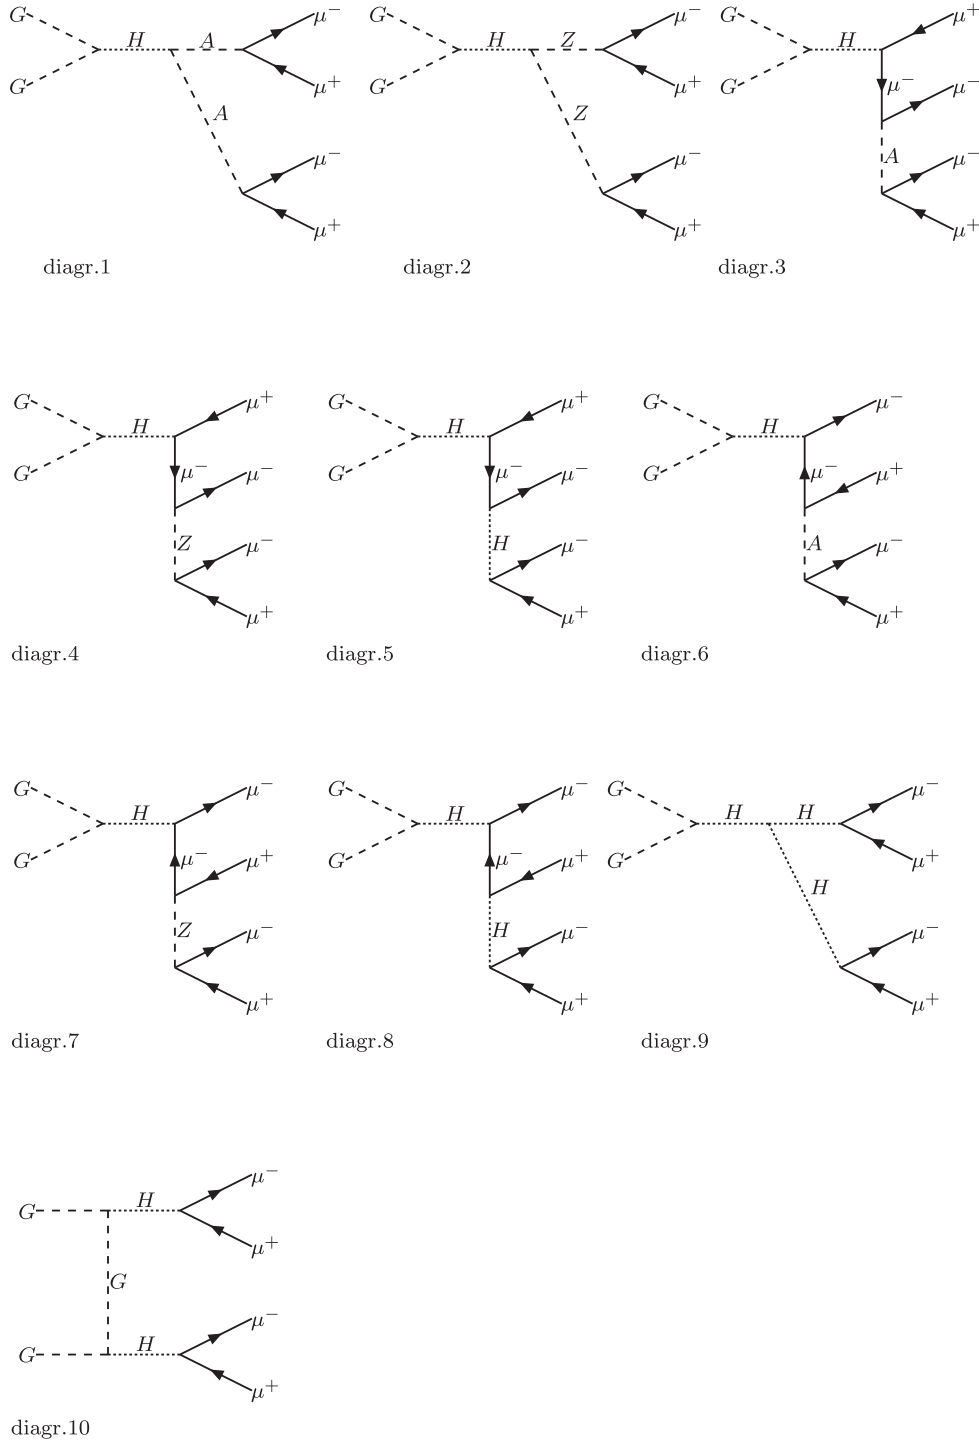 G H A μ− G H Z μ− G H μ+
G μ+ G μ+ G μ− μ−
A Z
μ− μ− A μ−
μ+ μ+ μ+
diagr.1 diagr.2 diagr.3
G H μ+ G H μ+ G H μ−
G μ− μ− G μ− μ− G μ− μ+
Z μ− H μ− A μ−
μ+ μ+ μ+
diagr.4 diagr.5 diagr.6
G H μ− G H μ− G H H μ−
G μ− μ+ G μ− μ+ G μ+
H
Z μ− H μ− μ−
μ+ μ+ μ+
diagr.7 diagr.8 diagr.9
μ−
G H
μ+
G
μ−
G H
μ+
diagr.10